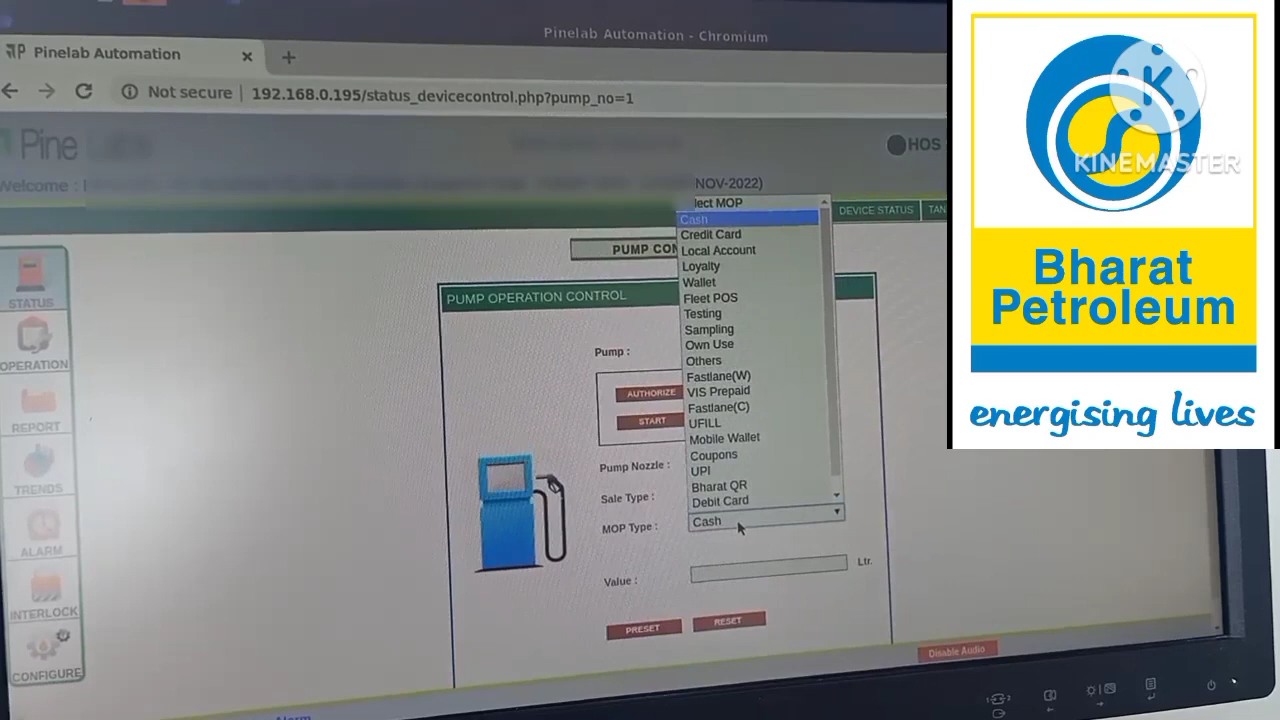 Pinelab Automation - Chromium
Pinelab Automation
Not secure
192.168.0.195/status_devicecontrol.php?pump_no=1
Pine
HOS
Welcome :
NOV-2022)
DEVICE STATUS
TAN
PUMP CON
PUMP OPERATION CONTROL
lect MOP
Cash
Credit Card
Local Account
Loyalty
Wallet
Fleet POS
Testing
Sampling
Own Use
Others
Fastlane(W)
VIS Prepaid
Fastlane(C)
UFILL
Mobile Wallet
Coupons
UPI
Bharat QR
Debit Card
Cash
Pump :
AUTHORIZE
START
Pump Nozzle :
Sale Type :
MOP Type :
Value :
Ltr.
PRESET
RESET
Disable Audio
Alarm
STATUS
OPERATION
REPORT
TRENDS
ALARM
INTERLOCK
CONFIGURE
K
KINEMASTER
Bharat
Petroleum
energising lives